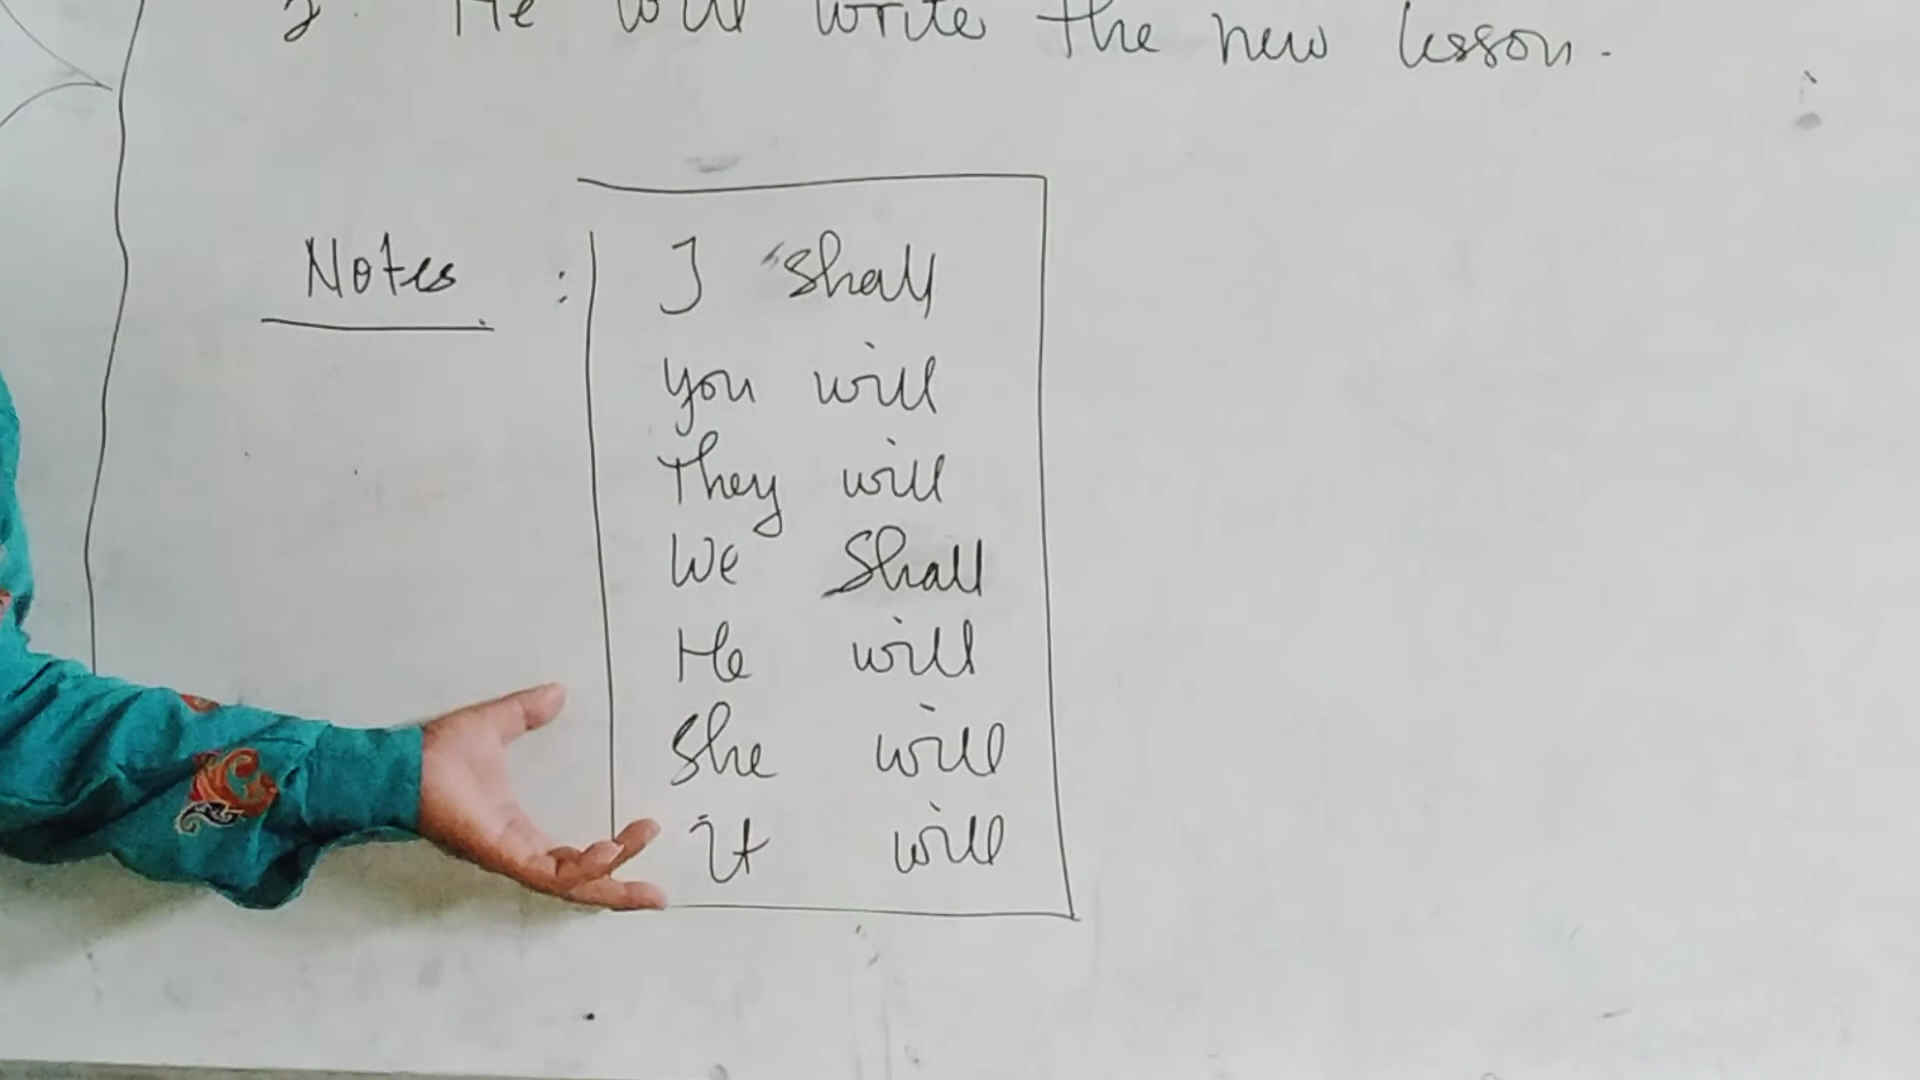 2. He will write the new lesson.
Notes : I shall
you will
They will
We shall
He will
She will
it will